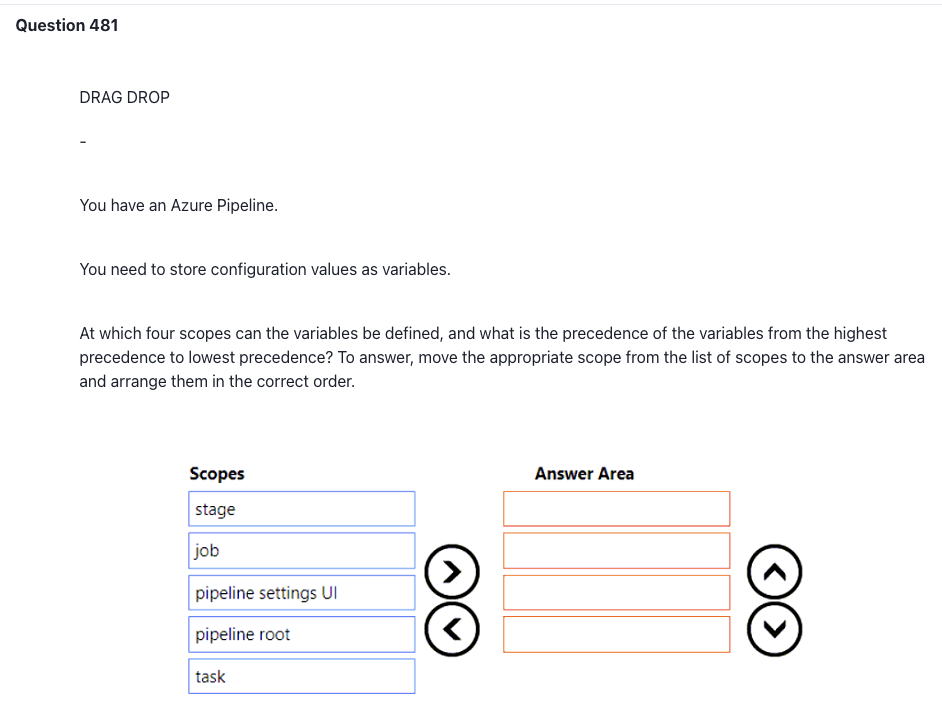 Question 481
DRAG DROP
-
You have an Azure Pipeline.
You need to store configuration values as variables.
At which four scopes can the variables be defined, and what is the precedence of the variables from the highest
precedence to lowest precedence? To answer, move the appropriate scope from the list of scopes to the answer area
and arrange them in the correct order.
Scopes
Answer Area
stage
job
pipeline settings UI
pipeline root
task